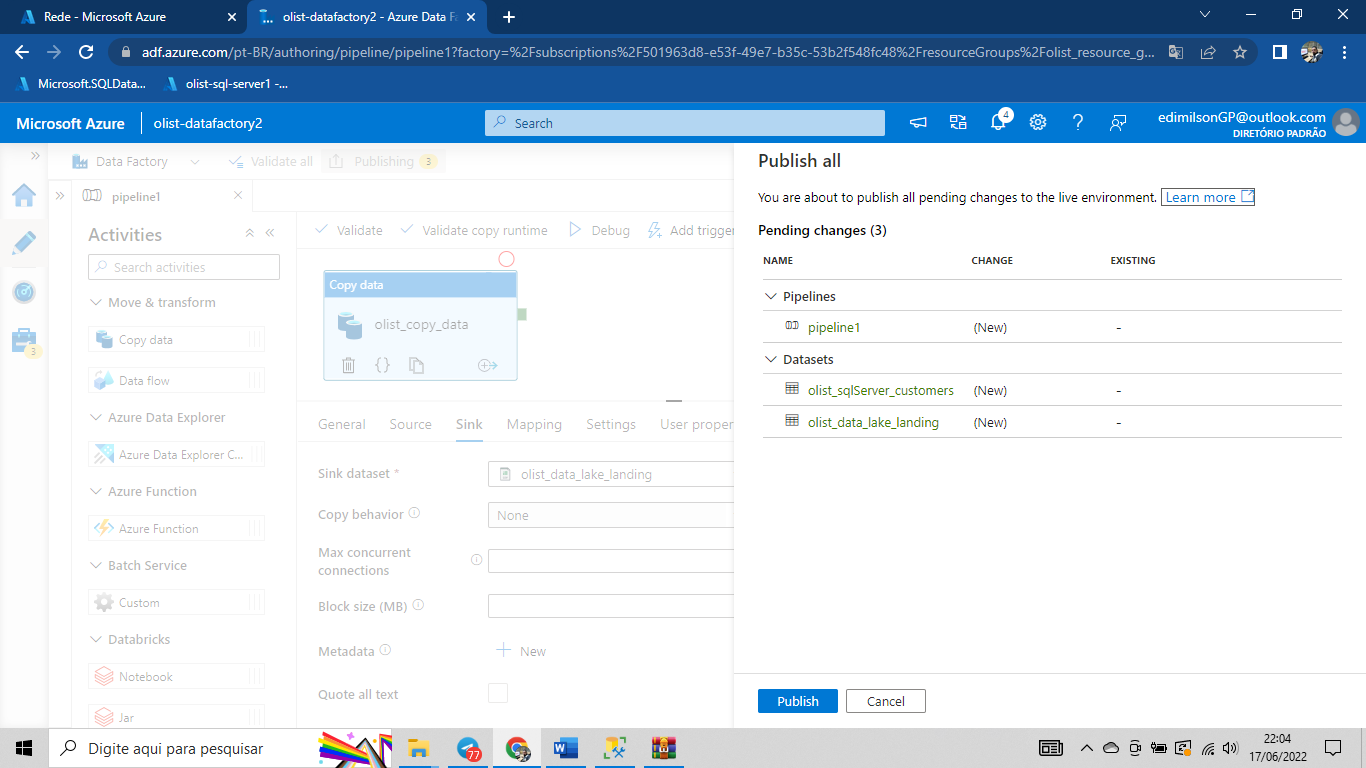 Rede - Microsoft Azure
olist-datafactory2 - Azure Data Fa
adf.azure.com/pt-BR/authoring/pipeline/pipeline1?factory=%2Fsubscriptions%2F501963d8-e53f-49e7-b35c-53b2f548fc48%2FresourceGroups%2Folist_resource_g...
Microsoft.SQLData...
olist-sql-server1 -...
Microsoft Azure
olist-datafactory2
Search
4
edimilsonGP@outlook.com
DIRETÓRIO PADRÃO
Data Factory
Validate all
Publishing
3
pipeline1
Activities
Search activities
Move & transform
Copy data
Data flow
Azure Data Explorer
Azure Data Explorer C...
Azure Function
Azure Function
Batch Service
Custom
Databricks
Notebook
Jar
3
Validate
Validate copy runtime
Debug
Add trigger
Copy data
olist_copy_data
General
Source
Sink
Mapping
Settings
User proper
Sink dataset *
olist_data_lake_landing
Copy behavior
None
Max concurrent
connections
Block size (MB)
Metadata
New
Quote all text
Publish all
You are about to publish all pending changes to the live environment. Learn more
Pending changes (3)
NAME CHANGE EXISTING
Pipelines
pipeline1 (New) -
Datasets
olist_sqlServer_customers (New) -
olist_data_lake_landing (New) -
Publish
Cancel
Digite aqui para pesquisar
77
22:04
17/06/2022